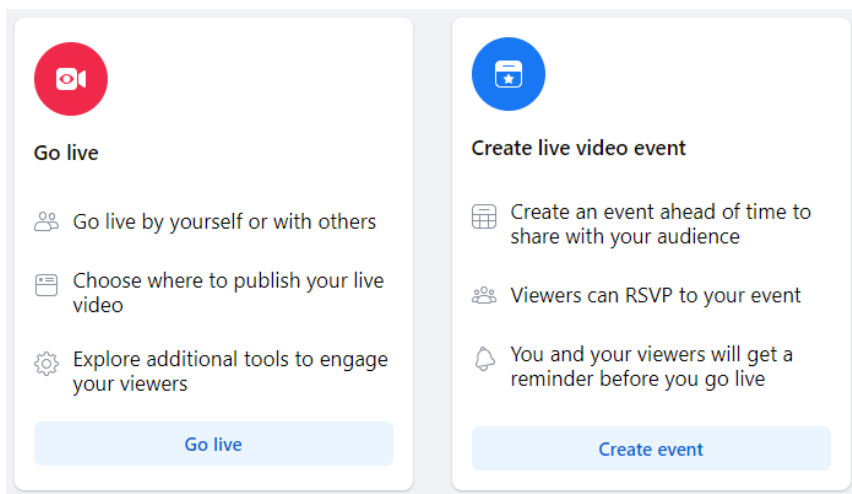 Go live
Go live by yourself or with others
Choose where to publish your live
video
Explore additional tools to engage
your viewers
Go live
Create live video event
Create an event ahead of time to
share with your audience
Viewers can RSVP to your event
You and your viewers will get a
reminder before you go live
Create event